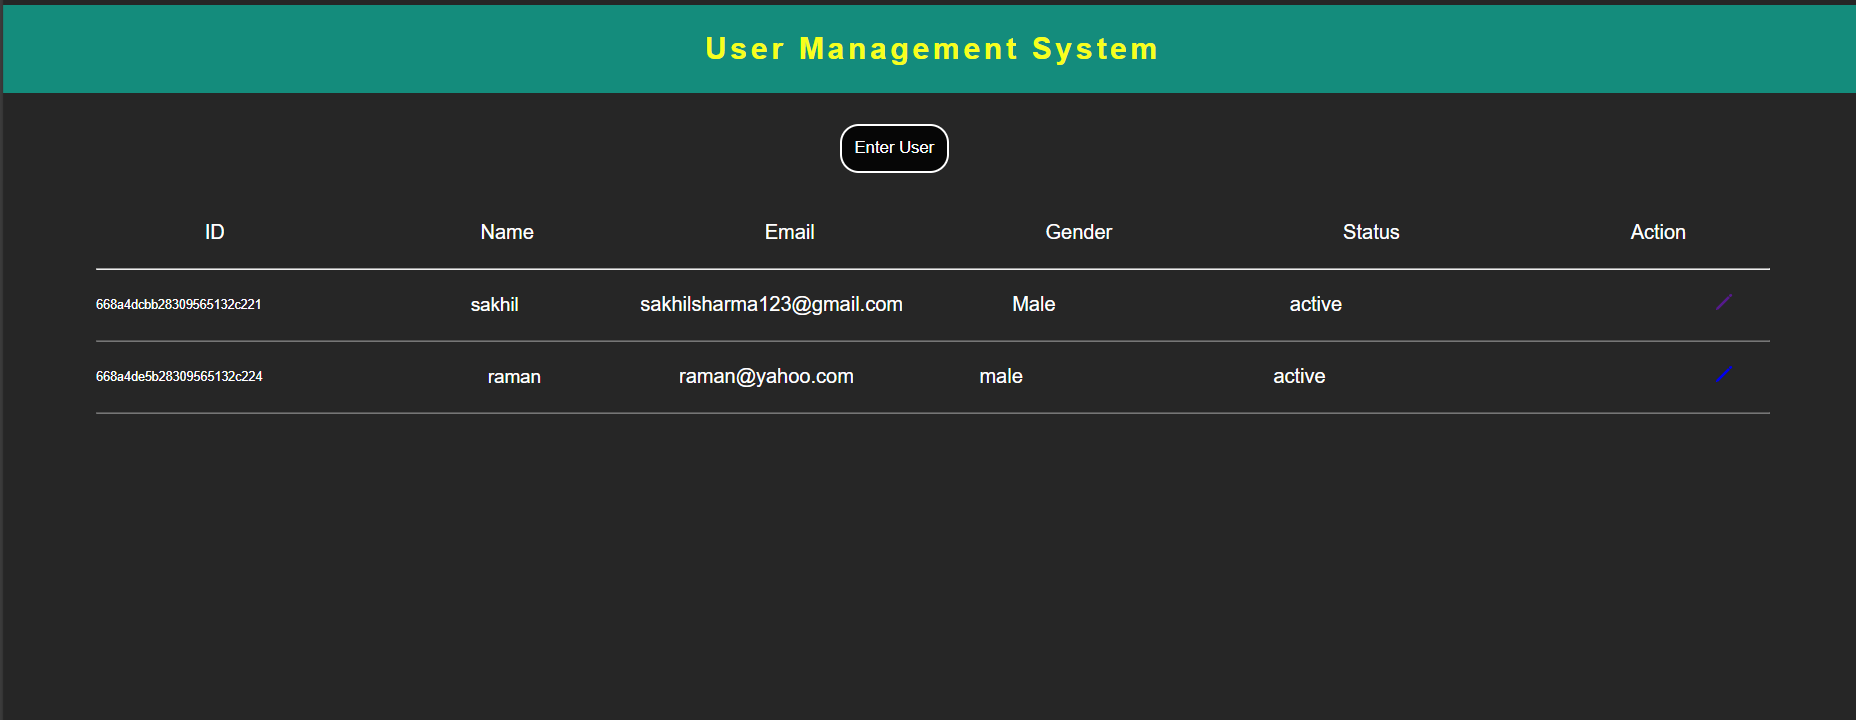 User Management System
Enter User
ID Name Email Gender Status Action
668a4dcbb28309565132c221 sakhil sakhilsharma123@gmail.com Male active
668a4de5b28309565132c224 raman raman@yahoo.com male active